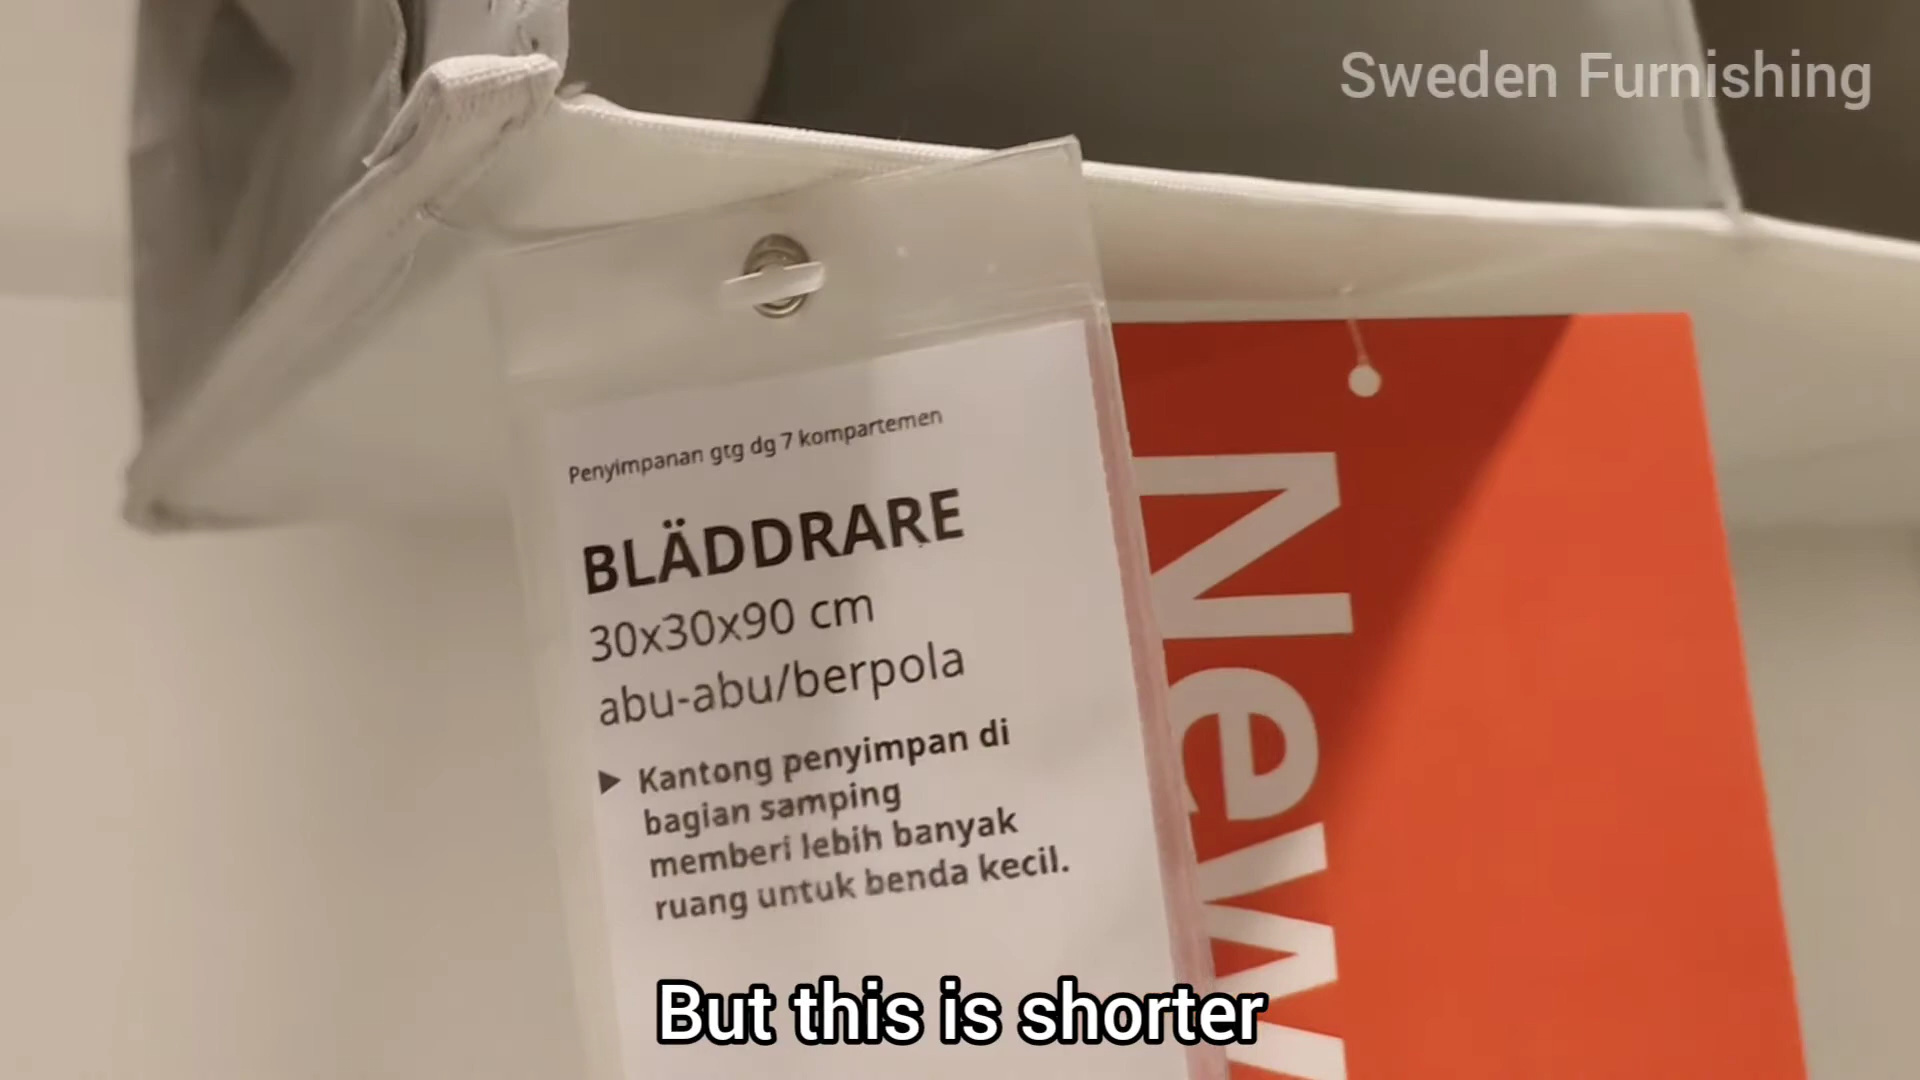 Sweden Furnishing
Penyimpanan gtg dg 7 kompartemen
BLÄDDRARE
30x30x90 cm
abu-abu/berpola
▶ Kantong penyimpan di
bagian samping
memberi lebih banyak
ruang untuk benda kecil.
New
But this is shorter